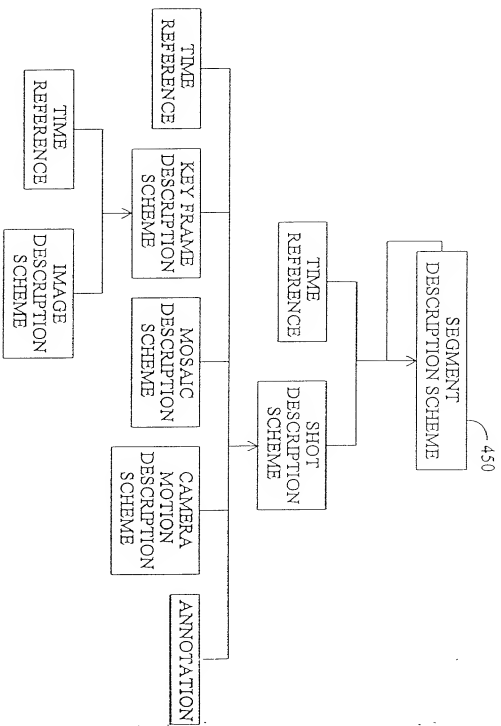 450
SEGMENT
DESCRIPTION SCHEME
TIME
REFERENCE
SHOT
DESCRIPTION
SCHEME
TIME
REFERENCE
KEY FRAME
DESCRIPTION
SCHEME
MOSAIC
DESCRIPTION
SCHEME
CAMERA
MOTION
DESCRIPTION
SCHEME
ANNOTATION
TIME
REFERENCE
IMAGE
DESCRIPTION
SCHEME